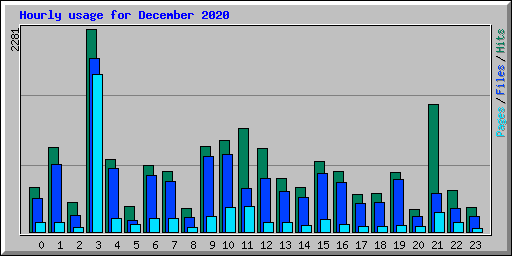 Hourly usage for December 2020
2281
Pages/Files/Hits
0 1 2 3 4 5 6 7 8 9 10 11 12 13 14 15 16 17 18 19 20 21 22 23